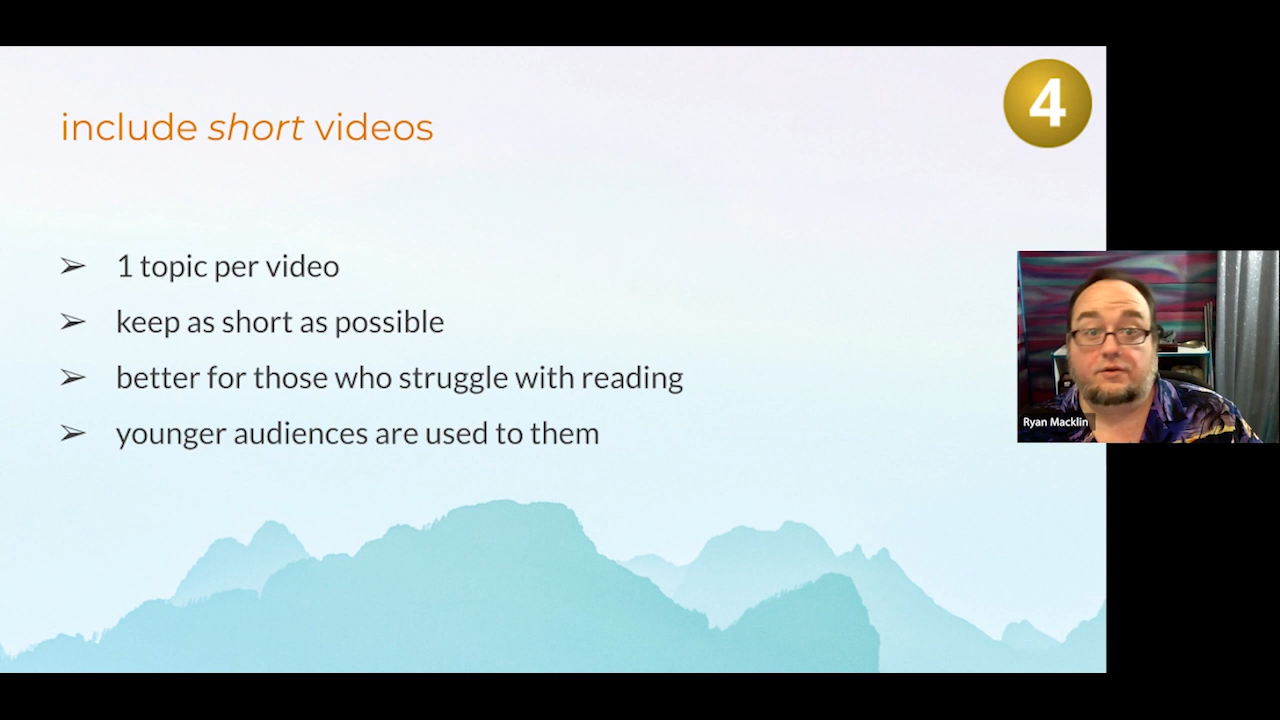 include short videos
4
➢ 1 topic per video
➢ keep as short as possible
➢ better for those who struggle with reading
➢ younger audiences are used to them
Ryan Macklin